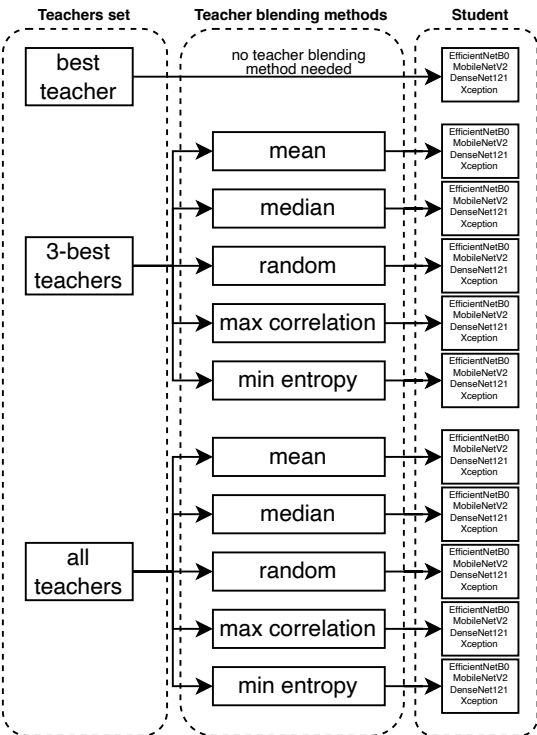 Teachers set
Teacher blending methods
Student
best
teacher
no teacher blending
method needed
EfficientNetB0
MobileNetV2
DenseNet121
Xception
3-best
teachers
mean
EfficientNetB0
MobileNetV2
DenseNet121
Xception
median
EfficientNetB0
MobileNetV2
DenseNet121
Xception
random
EfficientNetB0
MobileNetV2
DenseNet121
Xception
max correlation
EfficientNetB0
MobileNetV2
DenseNet121
Xception
min entropy
EfficientNetB0
MobileNetV2
DenseNet121
Xception
all
teachers
mean
EfficientNetB0
MobileNetV2
DenseNet121
Xception
median
EfficientNetB0
MobileNetV2
DenseNet121
Xception
random
EfficientNetB0
MobileNetV2
DenseNet121
Xception
max correlation
EfficientNetB0
MobileNetV2
DenseNet121
Xception
min entropy
EfficientNetB0
MobileNetV2
DenseNet121
Xception